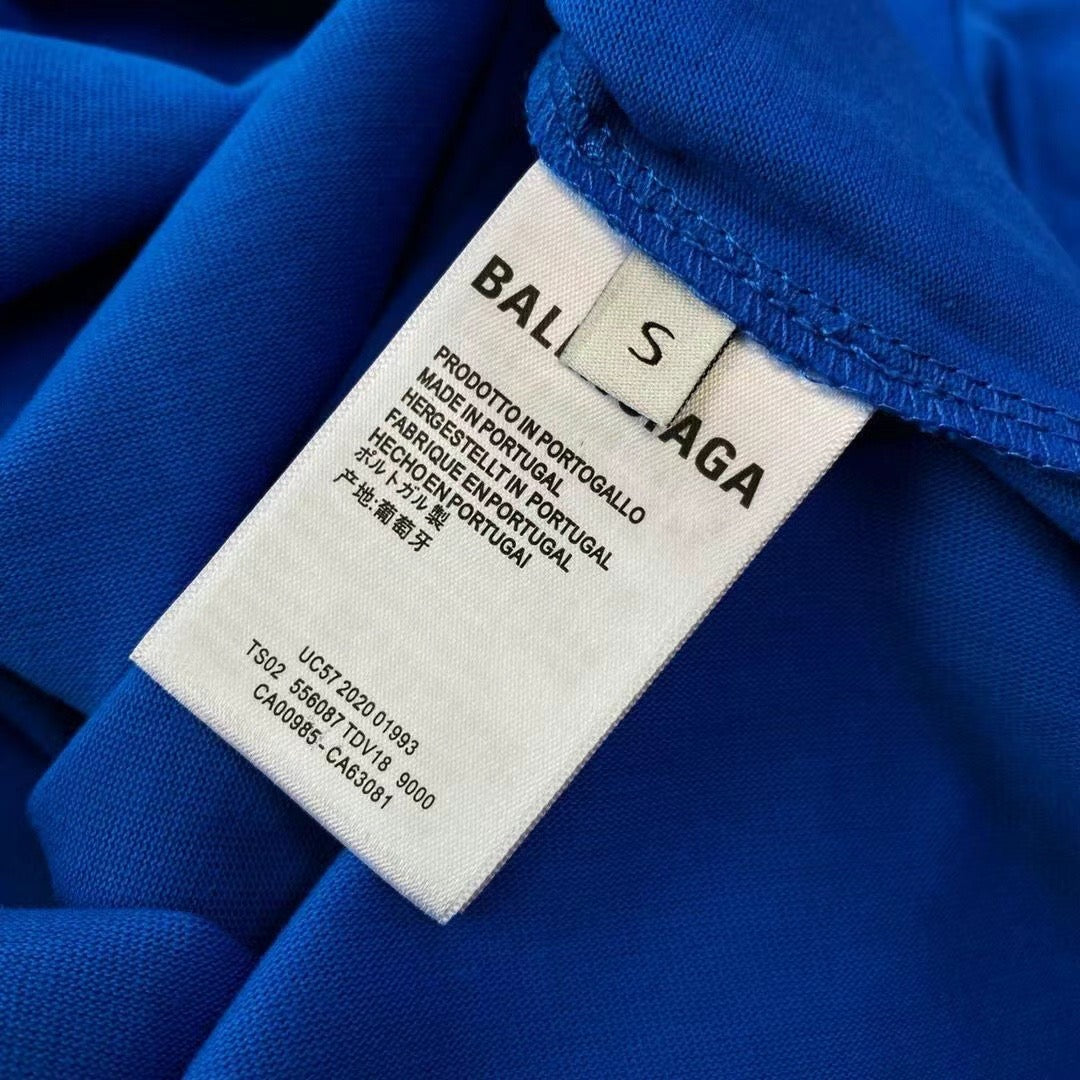 BAL IAGA
S
PRODOTTO IN PORTOGALLO
MADE IN PORTUGAL
HERGESTELLT IN PORTUGAL
FABRIQUE EN PORTUGAL
HECHO EN PORTUGAl
ポルトガル製
产地:葡萄牙
UC57 2020 01993
TS02 556087 TDV18 9000
CA00985-CA63081